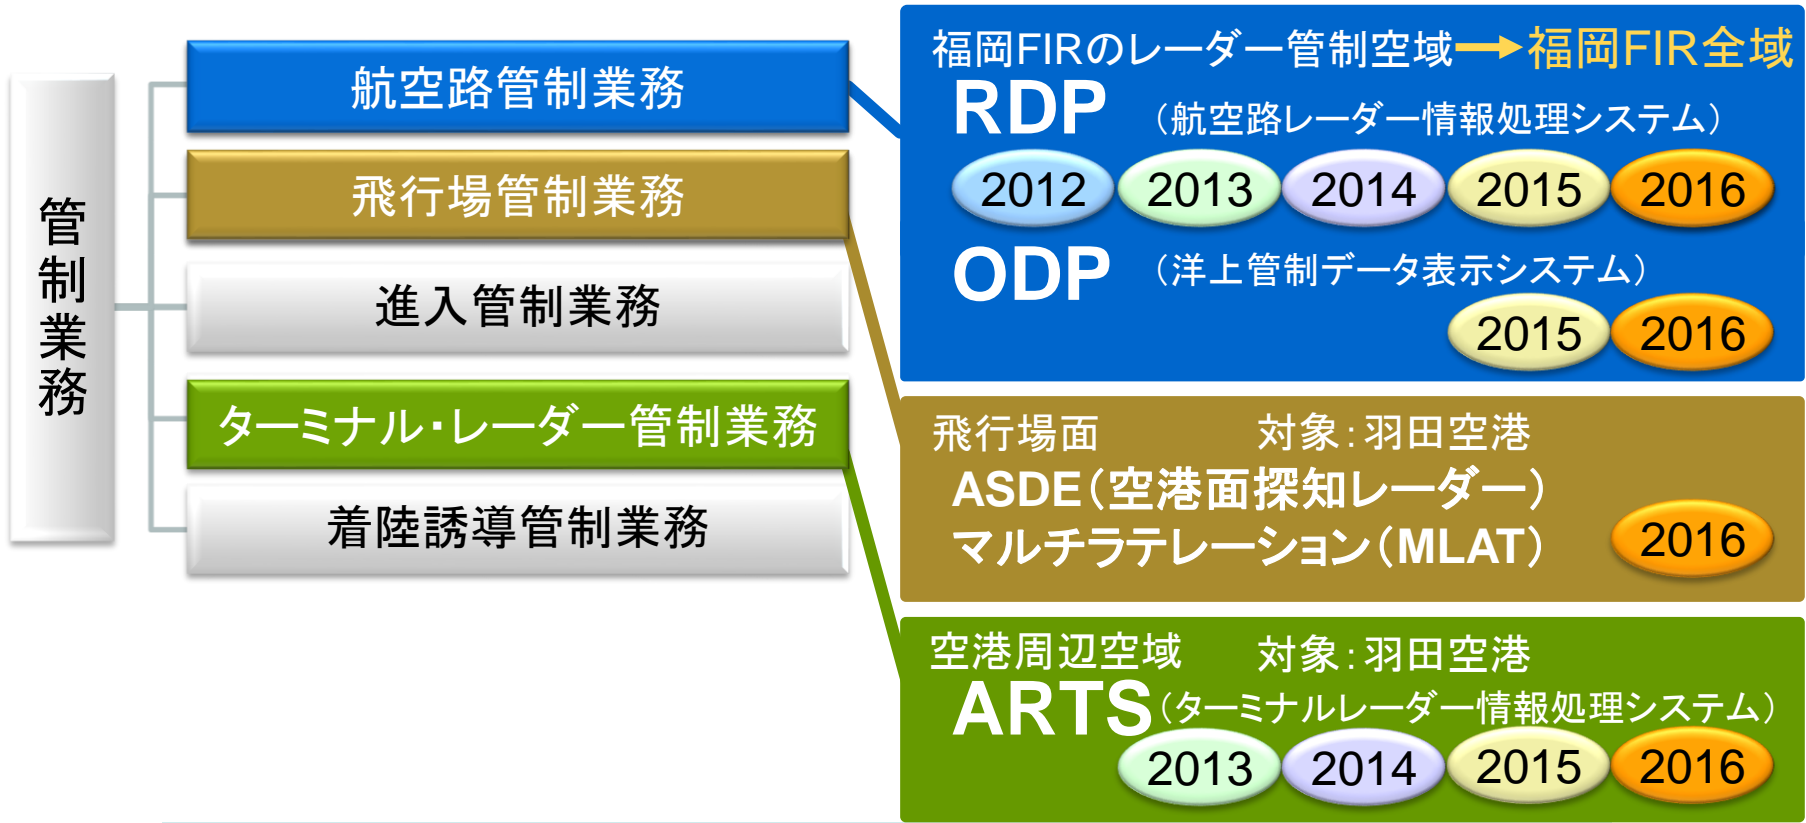 管制業務
航空路管制業務
飛行場管制業務
進入管制業務
ターミナル・レーダー管制業務
着陸誘導管制業務
福岡FIRのレーダー管制空域 → 福岡FIR全域
RDP （航空路レーダー情報処理システム）
2012 2013 2014 2015 2016
ODP （洋上管制データ表示システム）
2015 2016
飛行場面 対象：羽田空港
ASDE（空港面探知レーダー）
マルチラテレーション（MLAT）
2016
空港周辺空域 対象：羽田空港
ARTS（ターミナルレーダー情報処理システム）
2013 2014 2015 2016